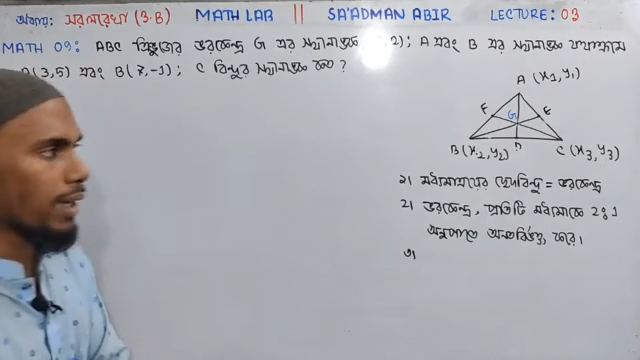 অধ্যায়: সরলরেখা (3.B) MATH LAB || SA'ADMAN ABIR LECTURE: 03
MATH 09: ABC ত্রিভুজের ভরকেন্দ্র G এর স্থানাঙ্ক 2); A এবং B এর স্থানাঙ্ক যথাক্রমে
A(3,5) এবং B(7,-1); C বিন্দুর স্থানাঙ্ক কত?
A (x1, y1)
F E
G
D
B(x2, y2) C (x3, y3)
১। মধ্যমাত্রয়ের ছেদবিন্দু = ভরকেন্দ্র
২। ভরকেন্দ্র, প্রতিটি মধ্যমাকে 2:1
অনুপাতে অন্তর্বিভক্ত করে।
৩।